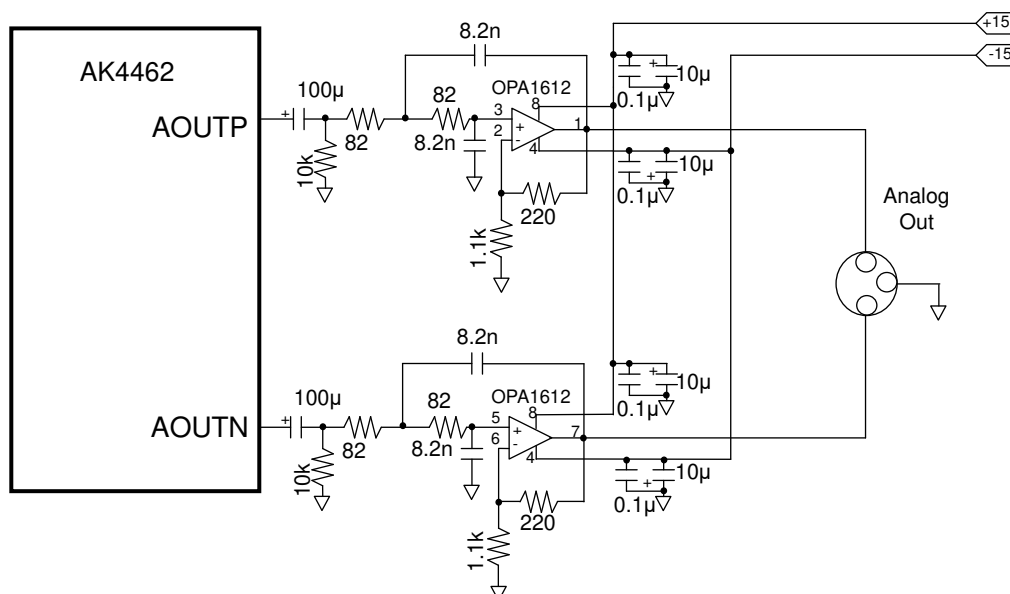 +15
-15
8.2n
AK4462
100µ
82
OPA1612
8
0.1µ
+
10µ
AOUTP
+
82
3
+
2
-
1
8.2n
4
10k
0.1µ
+
10µ
220
1.1k
Analog
Out
8.2n
100µ
82
OPA1612
8
0.1µ
+
10µ
AOUTN
+
82
5
+
6
-
7
8.2n
4
10k
0.1µ
+
10µ
220
1.1k